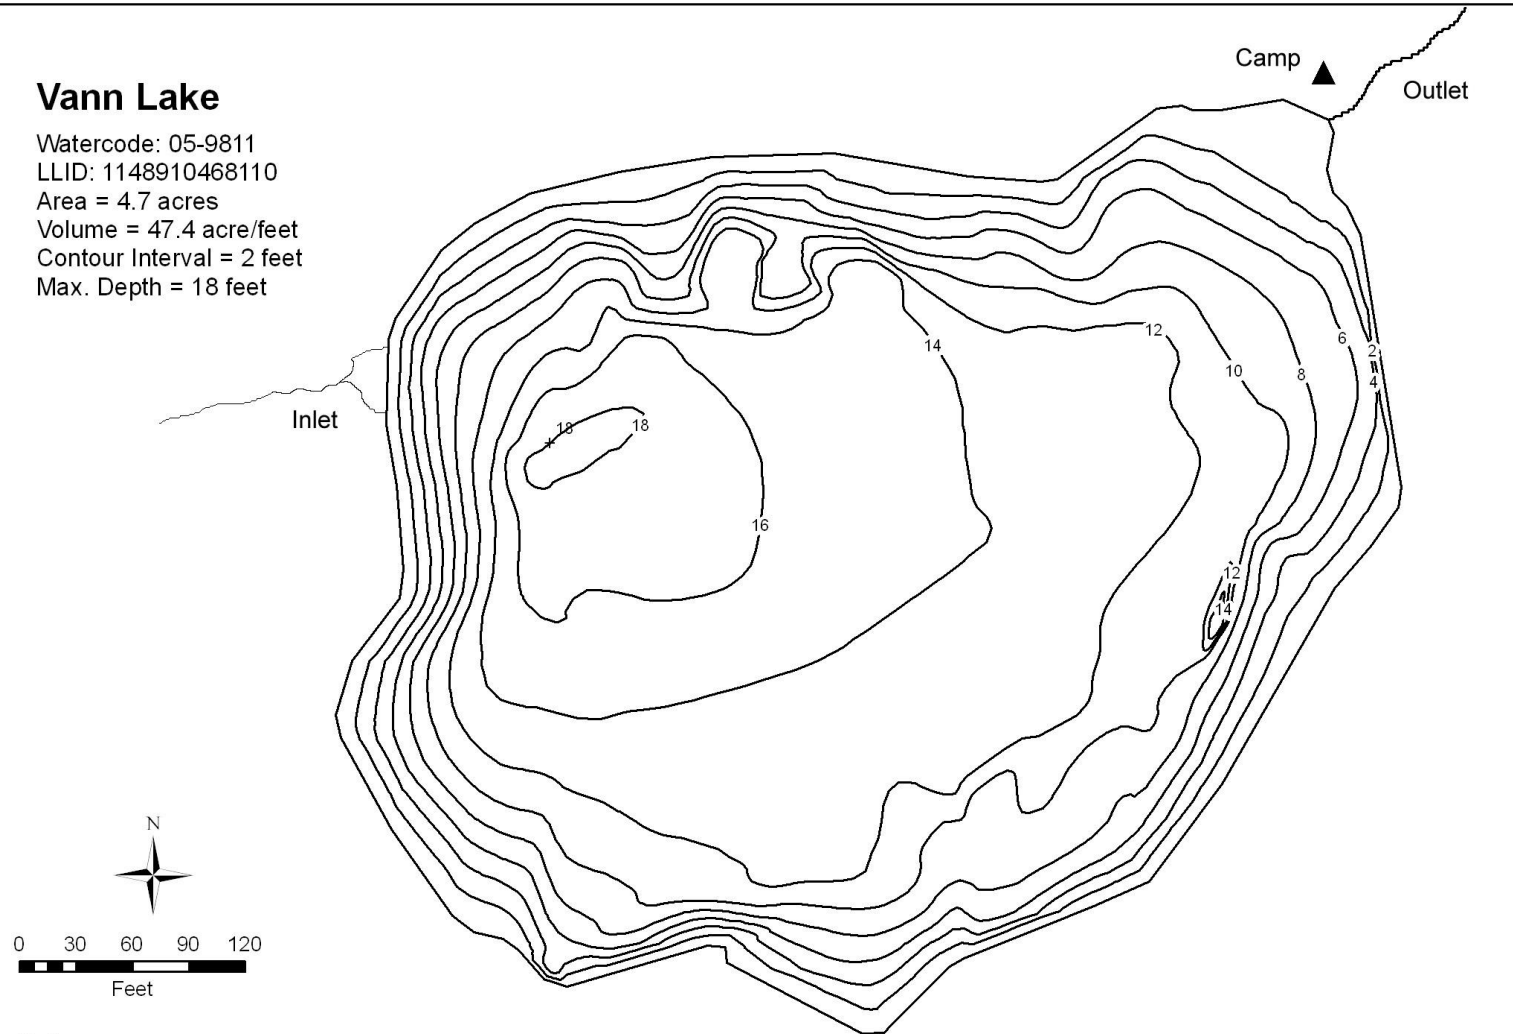 Vann Lake
Watercode: 05-9811
LLID: 1148910468110
Area = 4.7 acres
Volume = 47.4 acre/feet
Contour Interval = 2 feet
Max. Depth = 18 feet
Camp
Outlet
Inlet
12
14
6
2
4
10
8
18
18
16
12
14
N
0 30 60 90 120
Feet